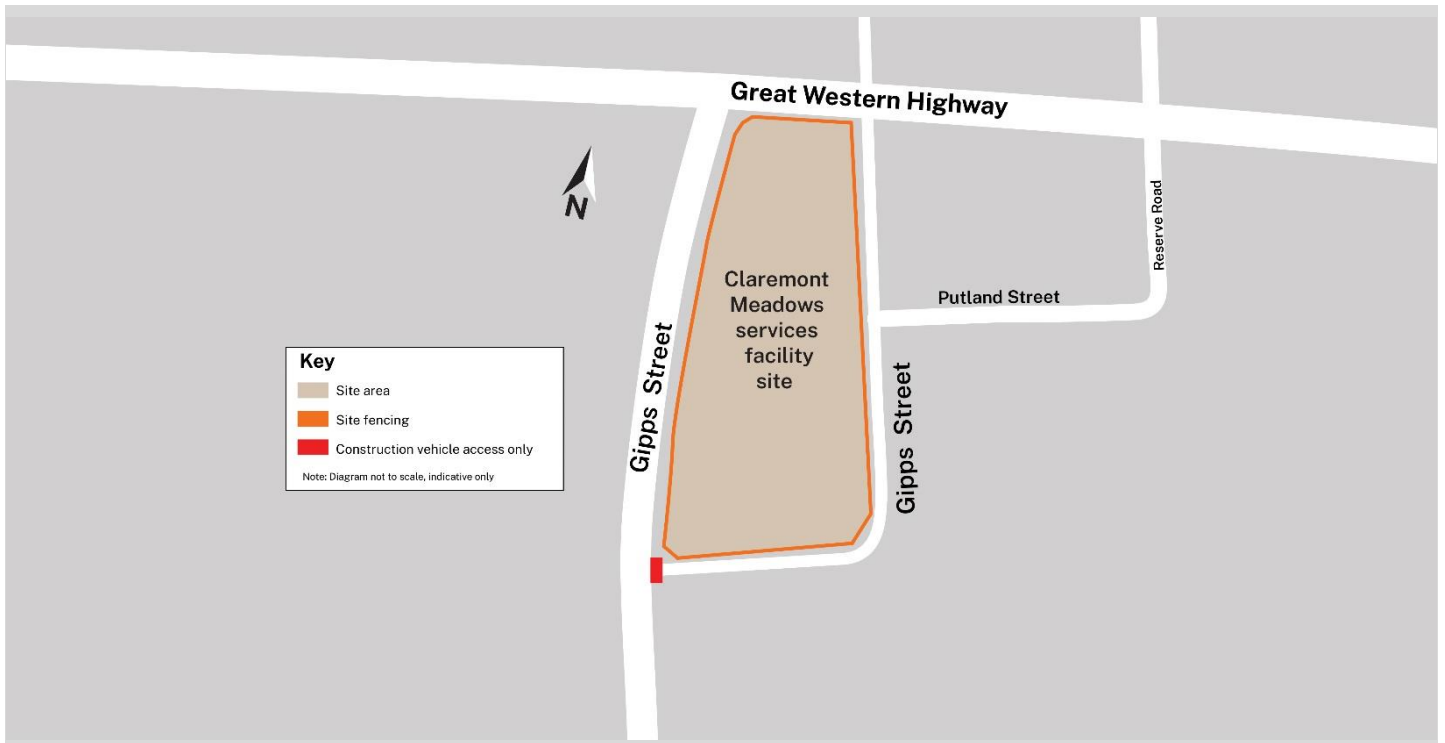 Great Western Highway
N
Reserve Road
Claremont
Meadows
services
facility
site
Putland Street
Gipps Street
Gipps Street
Key
Site area
Site fencing
Construction vehicle access only
Note: Diagram not to scale, indicative only